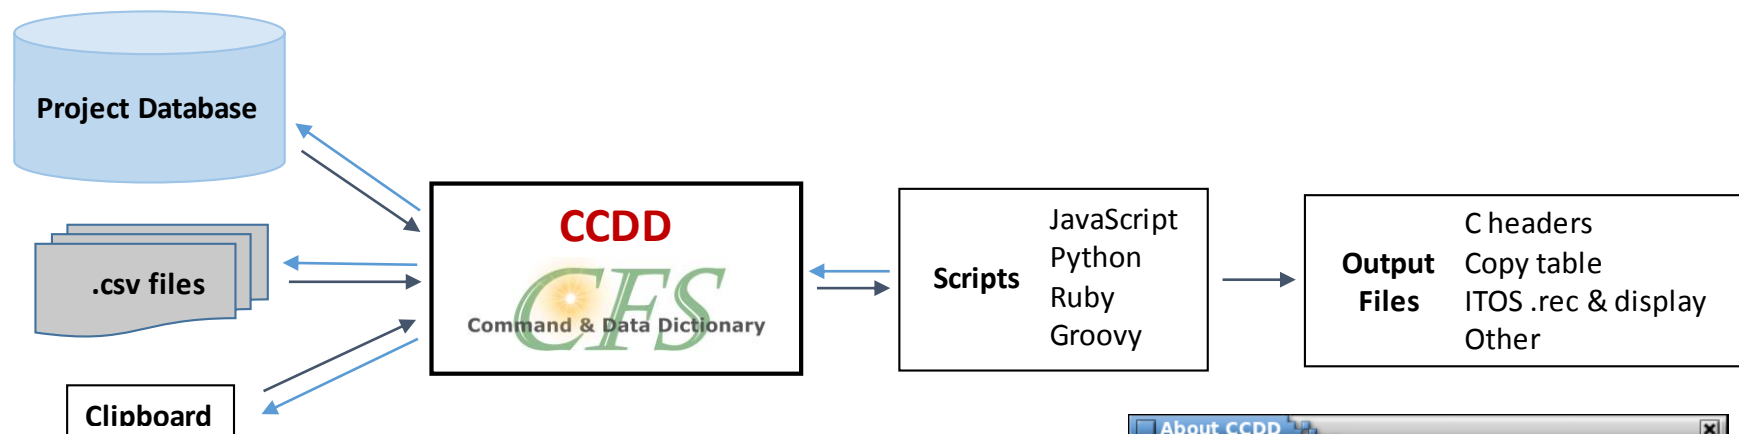 Project Database
.csv files
Clipboard
CCDD
CFS
Command & Data Dictionary
Scripts
JavaScript
Python
Ruby
Groovy
Output
Files
C headers
Copy table
ITOS .rec & display
Other
About CCDD